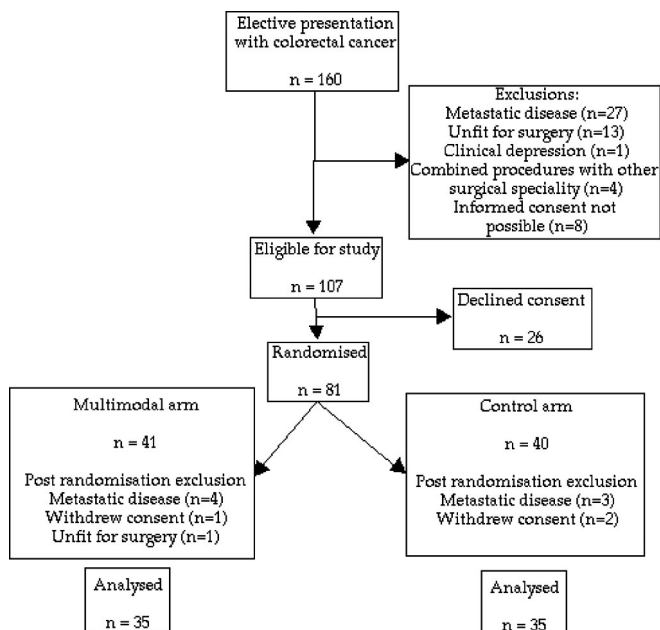 Elective presentation
with colorectal cancer
n = 160
Exclusions:
Metastatic disease (n=27)
Unfit for surgery (n=13)
Clinical depression (n=1)
Combined procedures with other
surgical speciality (n=4)
Informed consent not
possible (n=8)
Eligible for study
n = 107
Declined consent
n = 26
Randomised
n = 81
Multimodal arm
n = 41
Post randomisation exclusion
Metastatic disease (n=4)
Withdrew consent (n=1)
Unfit for surgery (n=1)
Control arm
n = 40
Post randomisation exclusion
Metastatic disease (n=3)
Withdrew consent (n=2)
Analysed
n = 35
Analysed
n = 35